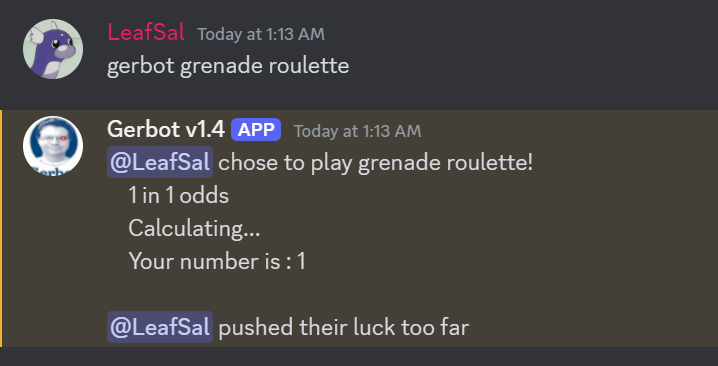 LeafSal Today at 1:13 AM
gerbot grenade roulette
Gerbot v1.4 APP Today at 1:13 AM
@LeafSal chose to play grenade roulette!
1 in 1 odds
Calculating...
Your number is : 1
@LeafSal pushed their luck too far